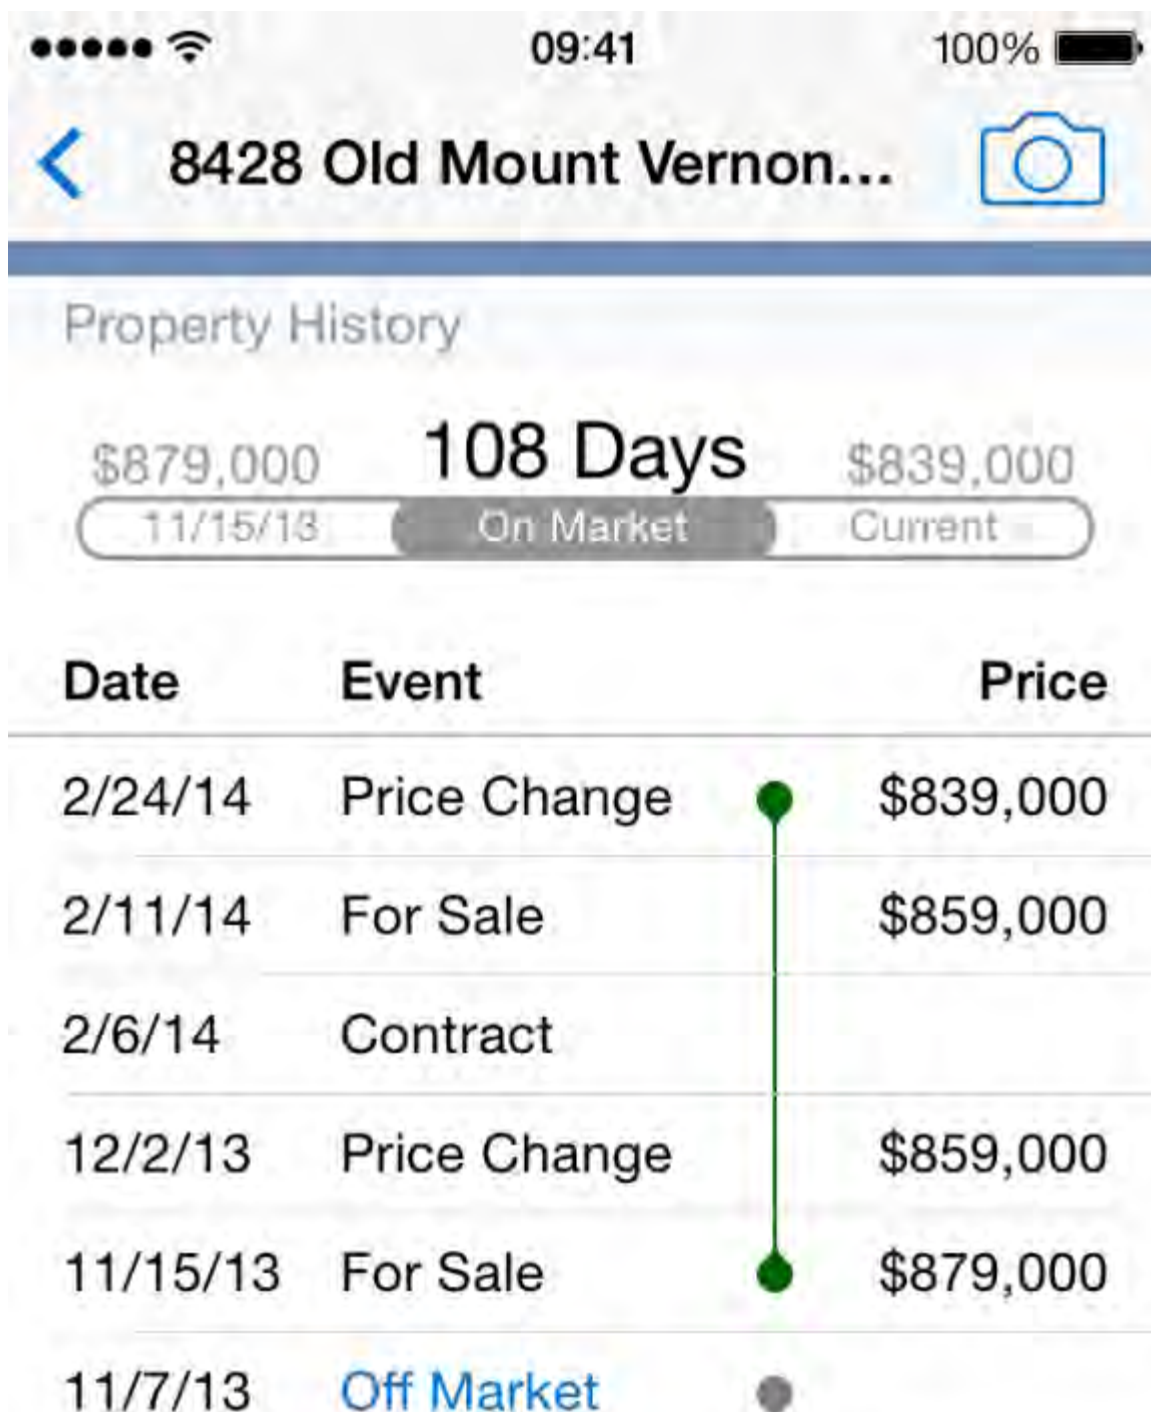 09:41 100%
8428 Old Mount Vernon...
Property History
$879,000 108 Days $839,000
11/15/13 On Market Current
Date Event Price
2/24/14 Price Change $839,000
2/11/14 For Sale $859,000
2/6/14 Contract
12/2/13 Price Change $859,000
11/15/13 For Sale $879,000
11/7/13 Off Market